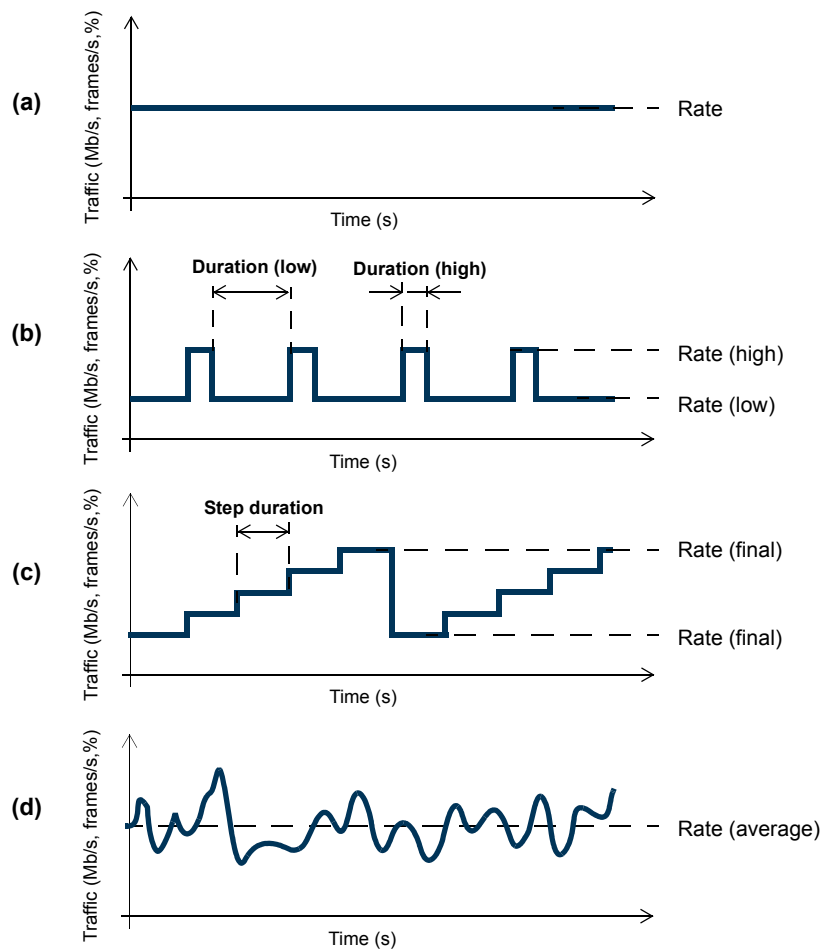 Traffic (Mb/s, frames/s,%)
(a)
Rate
Time (s)
Traffic (Mb/s, frames/s,%)
Duration (low)
Duration (high)
(b)
Rate (high)
Rate (low)
Time (s)
Traffic (Mb/s, frames/s,%)
Step duration
(c)
Rate (final)
Rate (final)
Time (s)
Traffic (Mb/s, frames/s,%)
(d)
Rate (average)
Time (s)